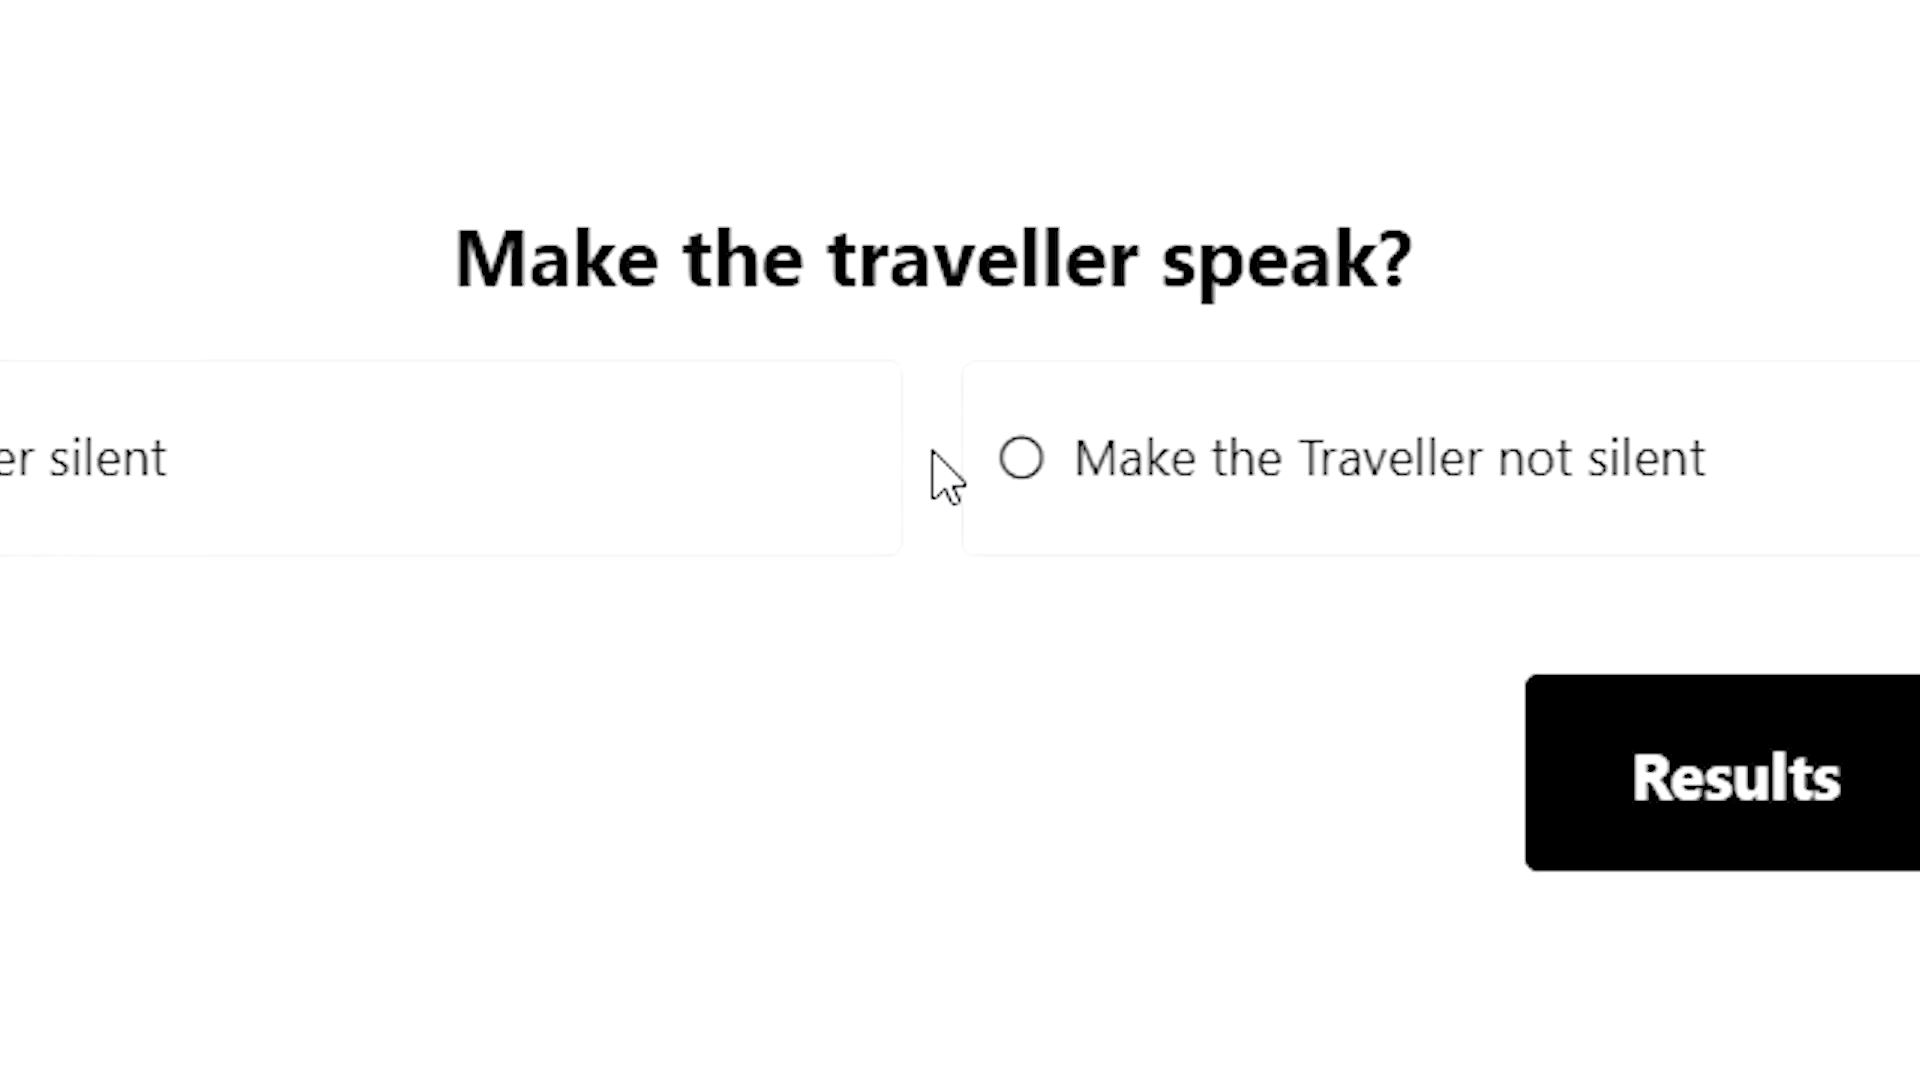 Make the traveller speak?
er silent
Make the Traveller not silent
Results